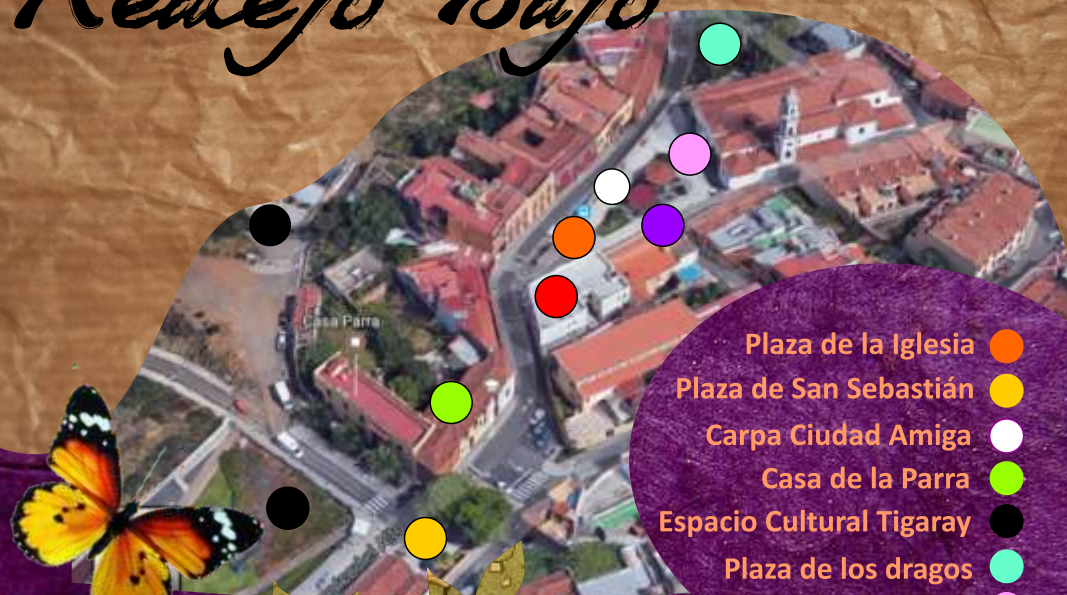 Realejo Bajo
Casa Parra
Plaza de la Iglesia
Plaza de San Sebastián
Carpa Ciudad Amiga
Casa de la Parra
Espacio Cultural Tigaray
Plaza de los dragos